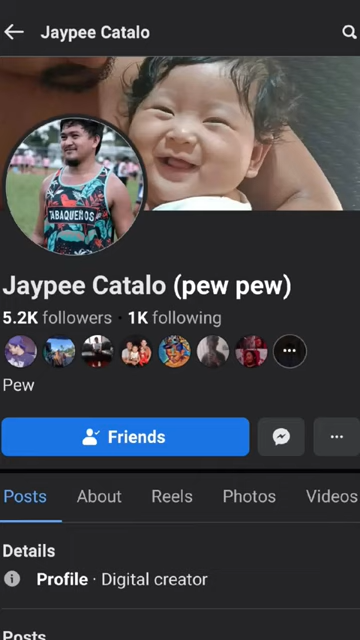 Jaypee Catalo
TABAQUEÑOS
Jaypee Catalo (pew pew)
5.2K followers · 1K following
Pew
Friends
Posts About Reels Photos Videos
Details
Profile · Digital creator
Posts